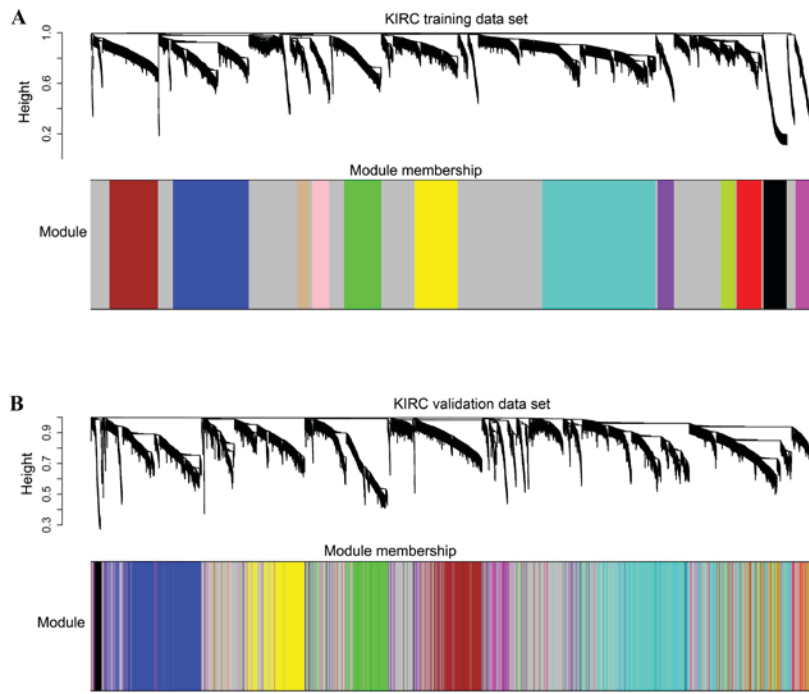 A
KIRC training data set
Height
1.0
0.6
0.2
Module membership
Module
B
KIRC validation data set
Height
0.9
0.7
0.5
0.3
Module membership
Module